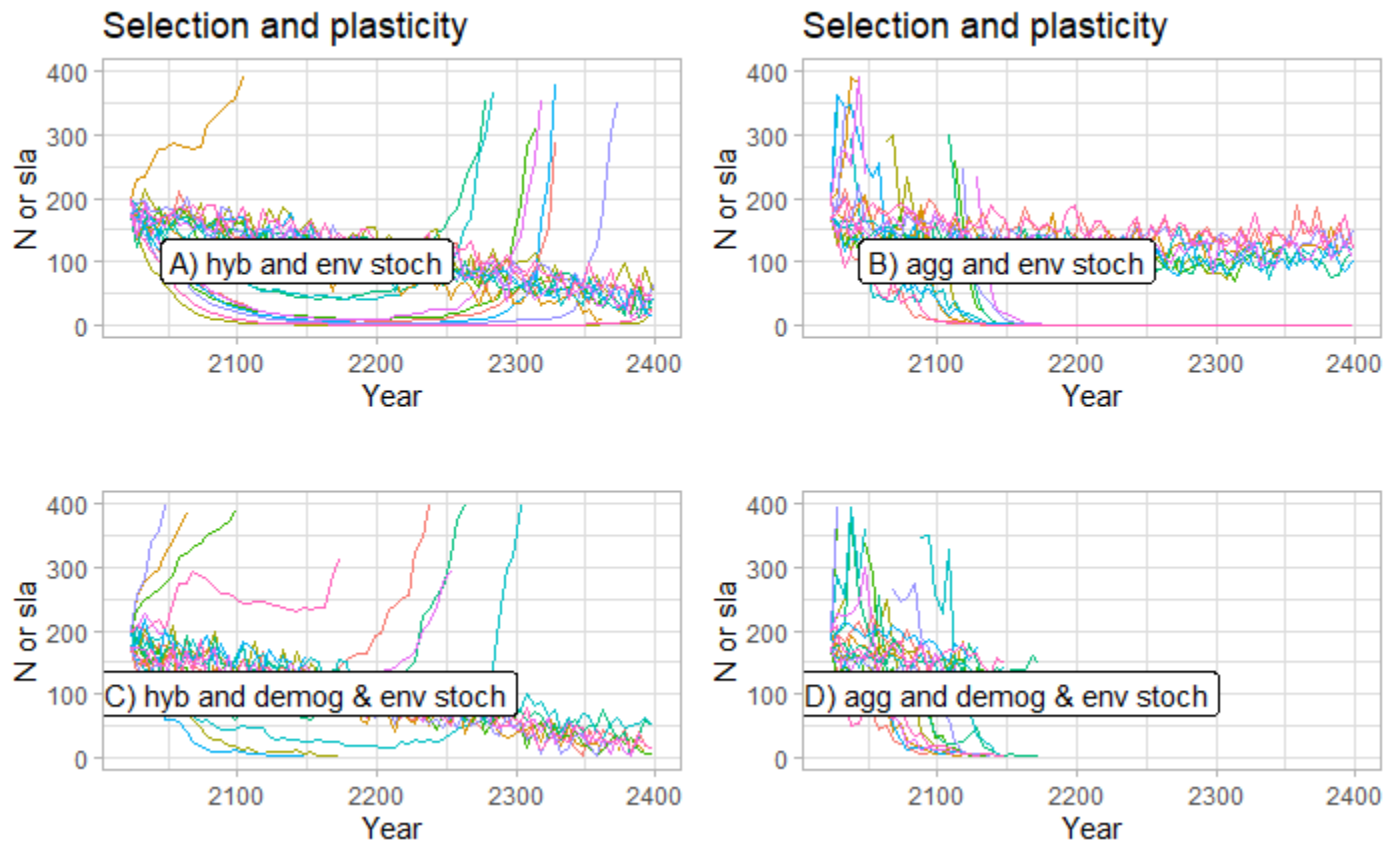 Selection and plasticity
400
300
200
100
0
N or sla
A) hyb and env stoch
2100 2200 2300 2400
Year
Selection and plasticity
400
300
200
100
0
N or sla
B) agg and env stoch
2100 2200 2300 2400
Year
400
300
200
100
0
N or sla
C) hyb and demog & env stoch
2100 2200 2300 2400
Year
400
300
200
100
0
N or sla
D) agg and demog & env stoch
2100 2200 2300 2400
Year